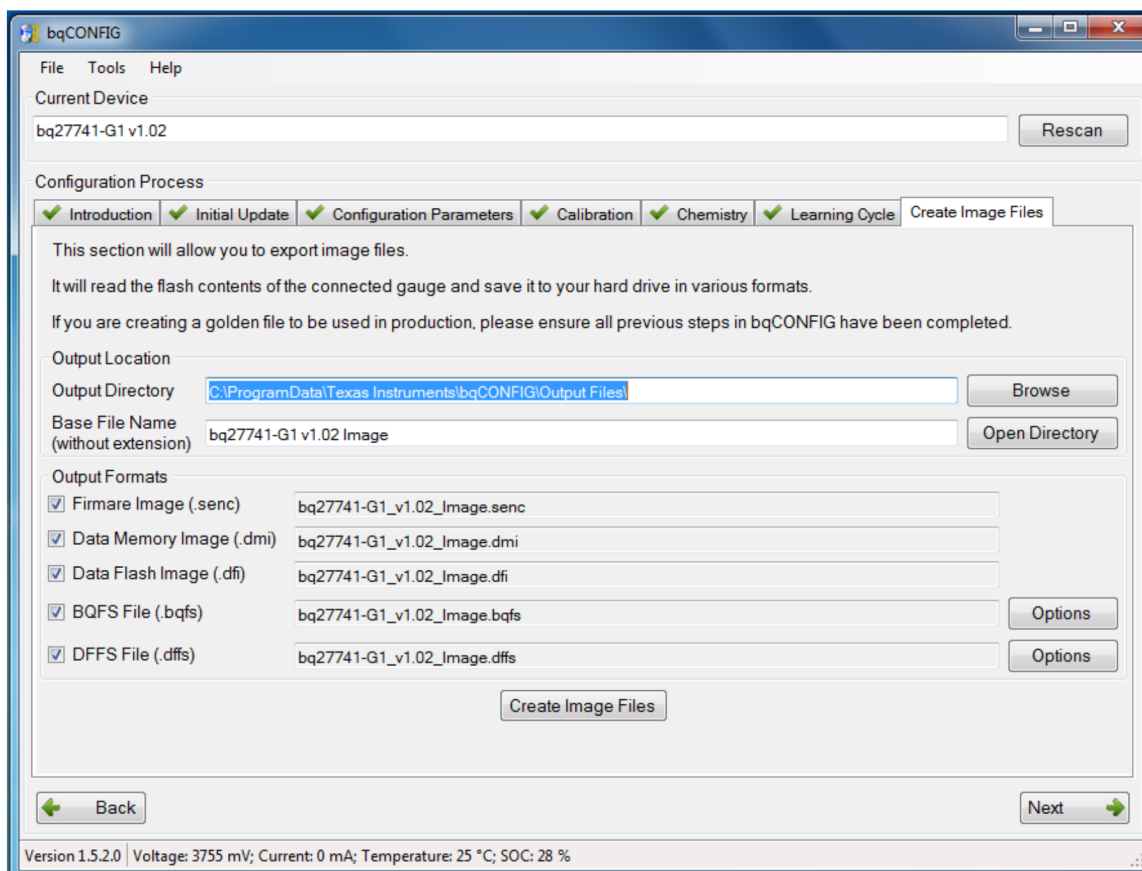 bqCONFIG
File Tools Help
Current Device
bq27741-G1 v1.02
Rescan
Configuration Process
Introduction Initial Update Configuration Parameters Calibration Chemistry Learning Cycle Create Image Files
This section will allow you to export image files.
It will read the flash contents of the connected gauge and save it to your hard drive in various formats.
If you are creating a golden file to be used in production, please ensure all previous steps in bqCONFIG have been completed.
Output Location
Output Directory C:\ProgramData\Texas Instruments\bqCONFIG\Output Files\ Browse
Base File Name
(without extension) bq27741-G1 v1.02 Image Open Directory
Output Formats
Firmare Image (.senc) bq27741-G1_v1.02_Image.senc
Data Memory Image (.dmi) bq27741-G1_v1.02_Image.dmi
Data Flash Image (.dfi) bq27741-G1_v1.02_Image.dfi
BQFS File (.bqfs) bq27741-G1_v1.02_Image.bqfs Options
DFFS File (.dffs) bq27741-G1_v1.02_Image.dffs Options
Create Image Files
Back Next
Version 1.5.2.0 Voltage: 3755 mV; Current: 0 mA; Temperature: 25 °C; SOC: 28 %